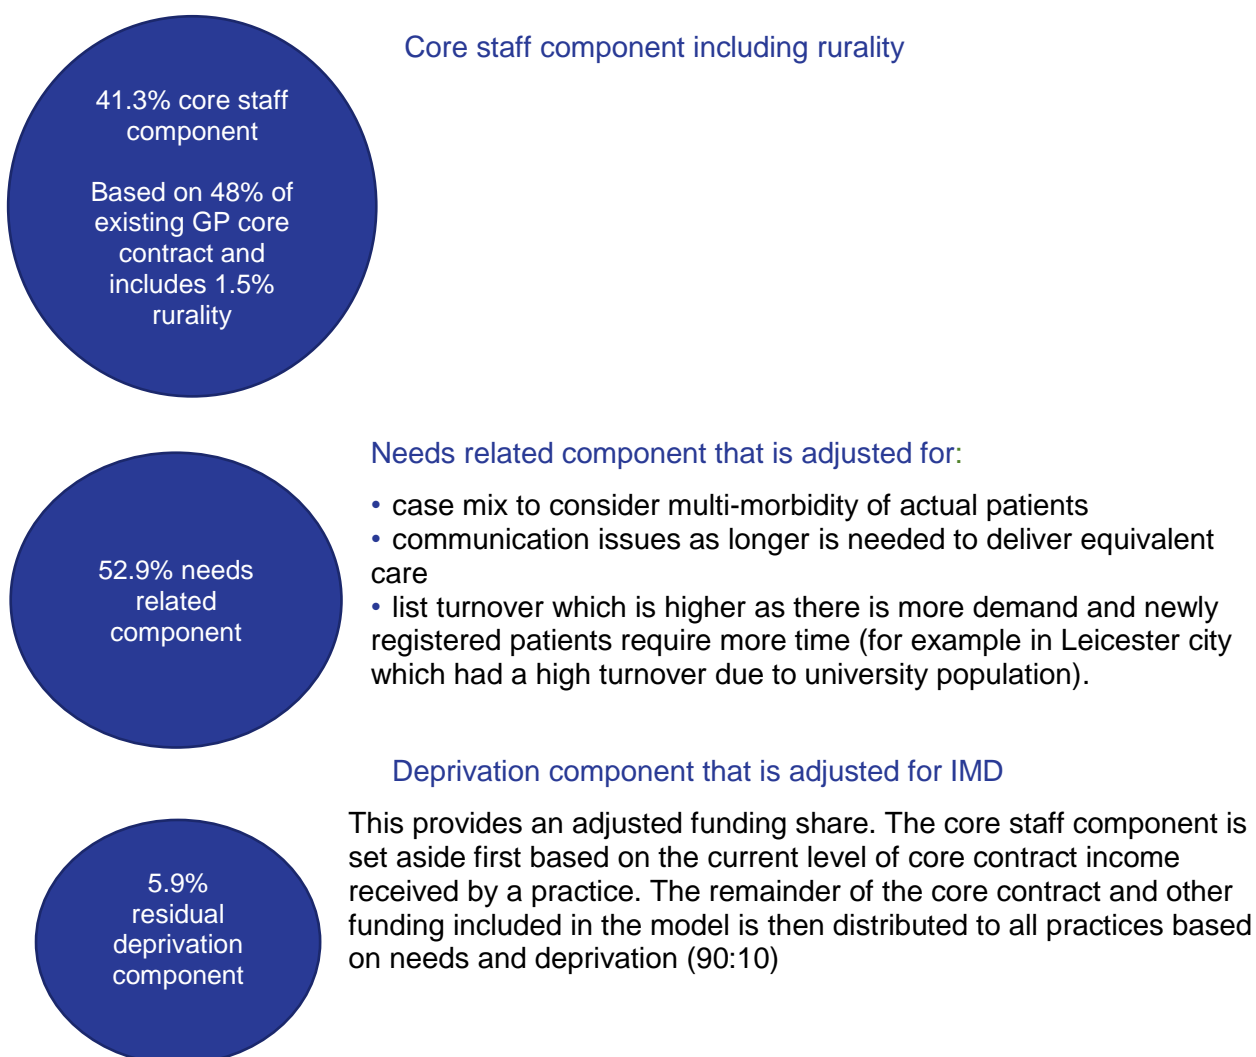 Core staff component including rurality
41.3% core staff
component
Based on 48% of
existing GP core
contract and
includes 1.5%
rurality
Needs related component that is adjusted for:
• case mix to consider multi-morbidity of actual patients
• communication issues as longer is needed to deliver equivalent
care
• list turnover which is higher as there is more demand and newly
registered patients require more time (for example in Leicester city
which had a high turnover due to university population).
52.9% needs
related
component
Deprivation component that is adjusted for IMD
This provides an adjusted funding share. The core staff component is
set aside first based on the current level of core contract income
received by a practice. The remainder of the core contract and other
funding included in the model is then distributed to all practices based
on needs and deprivation (90:10)
5.9%
residual
deprivation
component